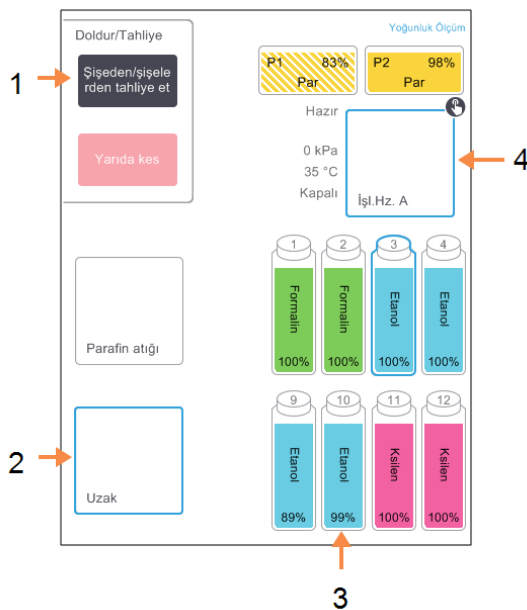 Doldur/Tahliye
Yoğunluk Ölçüm
1
Şişeden/şişele
rden tahliye et
P1 83%
Par
P2 98%
Par
Yarıda kes
Hazır
0 kPa
35 °C
Kapalı
İşl.Hz. A
4
1 2 3 4
Formalin Formalin Etanol Etanol
100% 100% 100% 100%
Parafin atığı
9 10 11 12
Etanol Etanol Ksilen Ksilen
89% 99% 100% 100%
2
Uzak
3